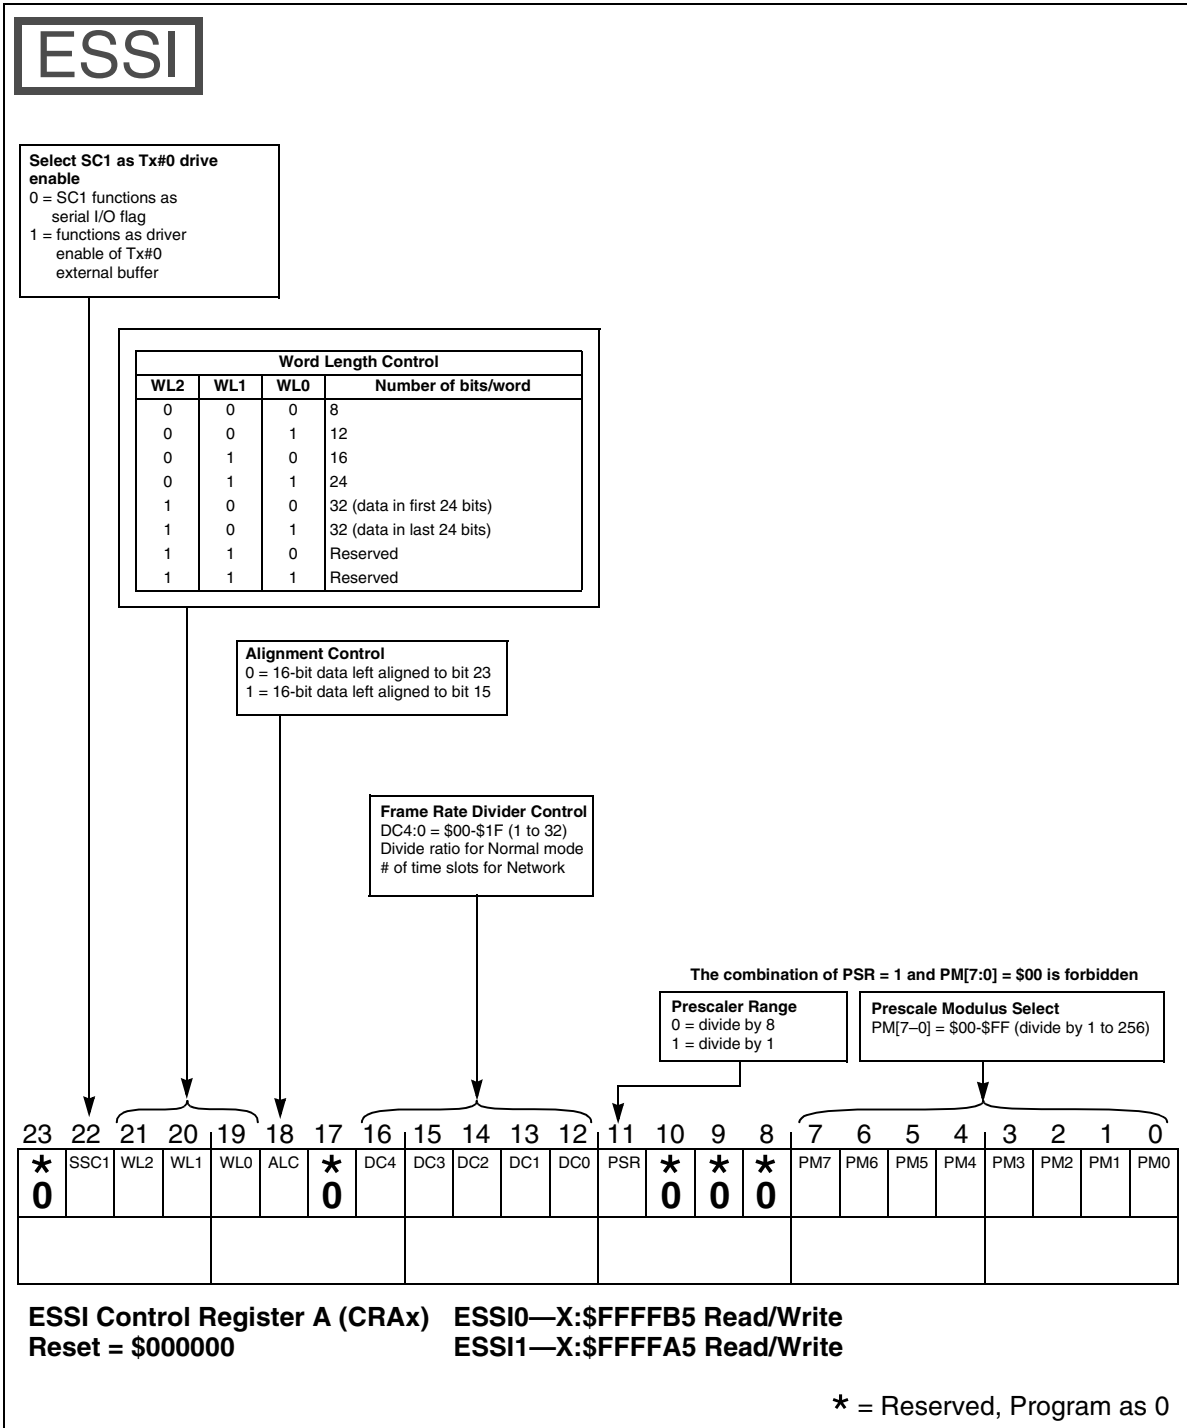 ESSI
Select SC1 as Tx#0 drive
enable
0 = SC1 functions as
serial I/O flag
1 = functions as driver
enable of Tx#0
external buffer
Word Length Control
WL2 WL1 WL0 Number of bits/word
0 0 0 8
0 0 1 12
0 1 0 16
0 1 1 24
1 0 0 32 (data in first 24 bits)
1 0 1 32 (data in last 24 bits)
1 1 0 Reserved
1 1 1 Reserved
Alignment Control
0 = 16-bit data left aligned to bit 23
1 = 16-bit data left aligned to bit 15
Frame Rate Divider Control
DC4:0 = $00-$1F (1 to 32)
Divide ratio for Normal mode
# of time slots for Network
The combination of PSR = 1 and PM[7:0] = $00 is forbidden
Prescaler Range
0 = divide by 8
1 = divide by 1
Prescale Modulus Select
PM[7–0] = $00-$FF (divide by 1 to 256)
23 22 21 20 19 18 17 16 15 14 13 12 11 10 9 8 7 6 5 4 3 2 1 0
* SSC1 WL2 WL1 WL0 ALC * DC4 DC3 DC2 DC1 DC0 PSR * * * PM7 PM6 PM5 PM4 PM3 PM2 PM1 PM0
0 0 0 0 0
ESSI Control Register A (CRAx) ESSI0—X:$FFFFB5 Read/Write
Reset = $000000 ESSI1—X:$FFFFA5 Read/Write
* = Reserved, Program as 0